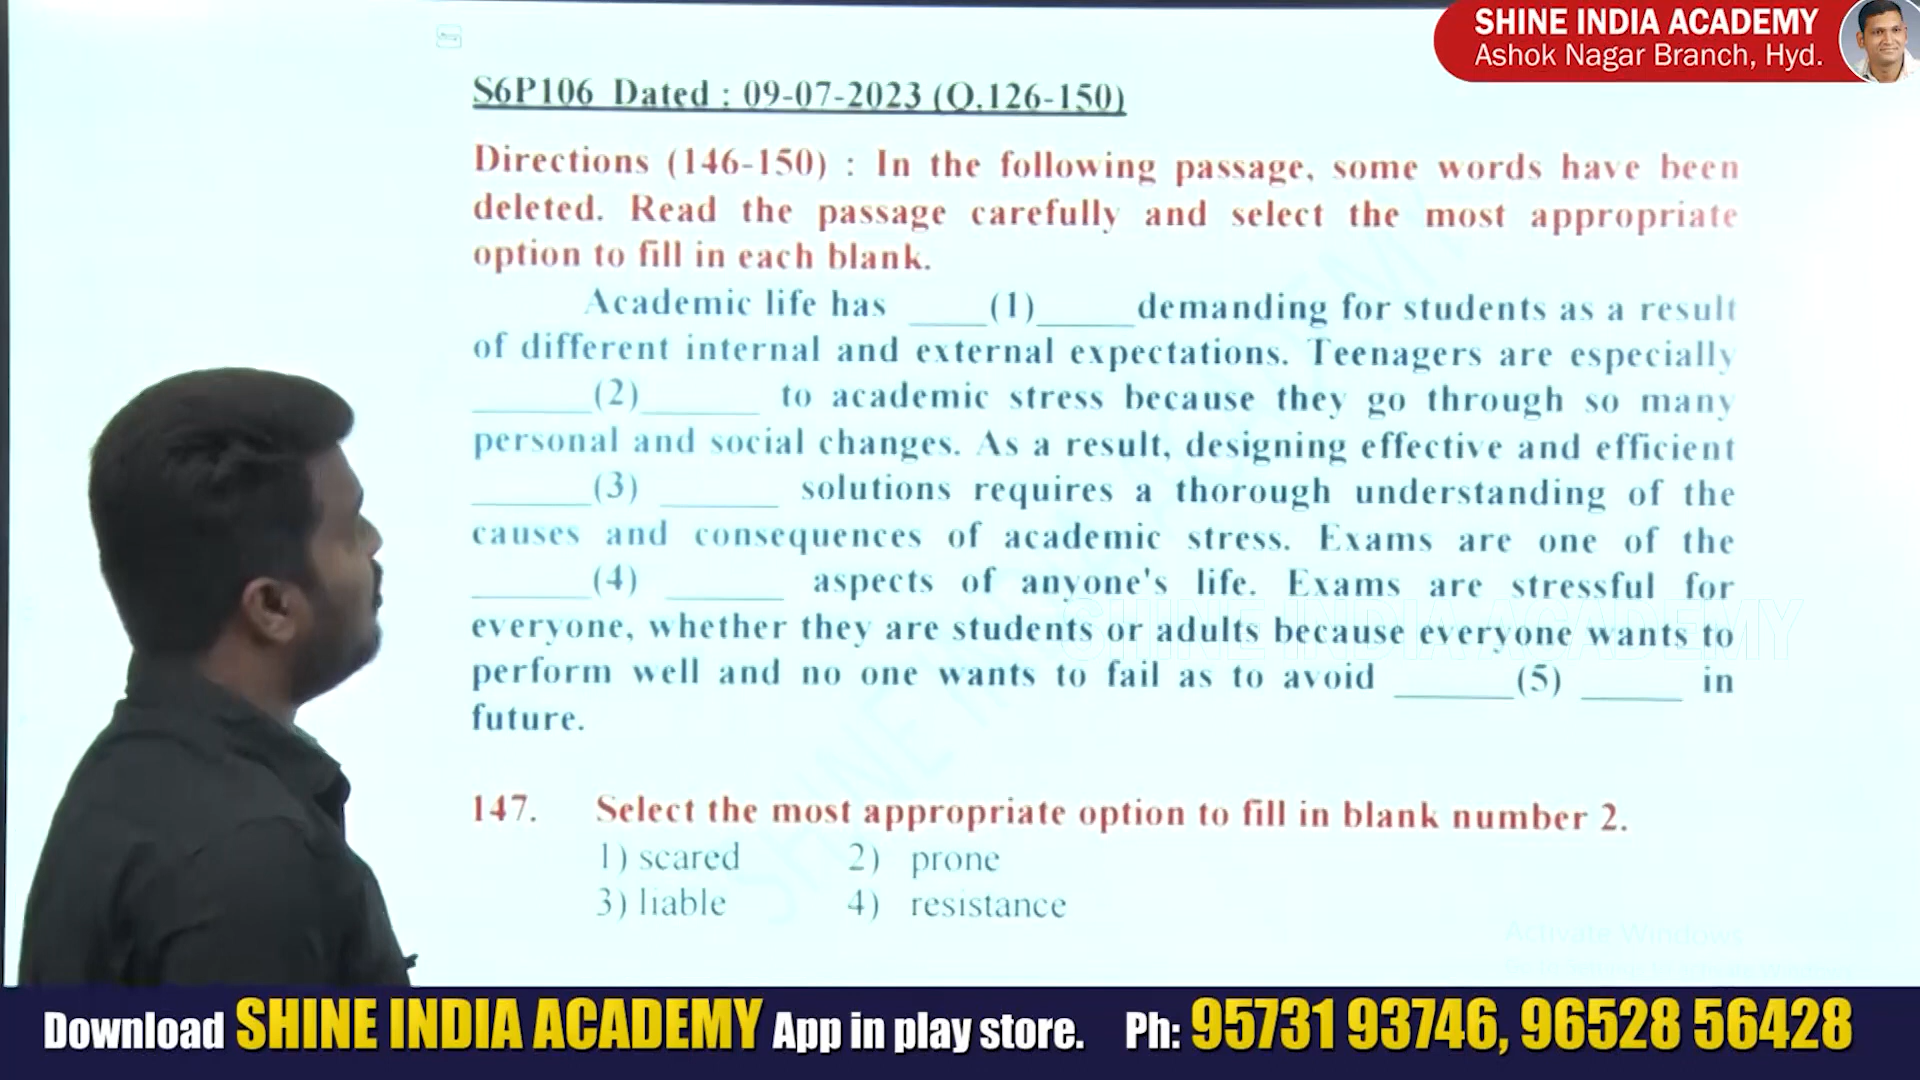 SHINE INDIA ACADEMY
Ashok Nagar Branch, Hyd.
S6P106 Dated : 09-07-2023 (Q.126-150)
Directions (146-150) : In the following passage, some words have been
deleted. Read the passage carefully and select the most appropriate
option to fill in each blank.
Academic life has ____(1)_____demanding for students as a result
of different internal and external expectations. Teenagers are especially
______(2)______ to academic stress because they go through so many
personal and social changes. As a result, designing effective and efficient
______(3) ______ solutions requires a thorough understanding of the
causes and consequences of academic stress. Exams are one of the
______(4) ______ aspects of anyone's life. Exams are stressful for
everyone, whether they are students or adults because everyone wants to
perform well and no one wants to fail as to avoid ______(5) _____ in
future.
SHINE INDIA ACADEMY
147. Select the most appropriate option to fill in blank number 2.
1) scared 2) prone
3) liable 4) resistance
Activate Windows
Download SHINE INDIA ACADEMY App in play store. Ph: 95731 93746, 96528 56428